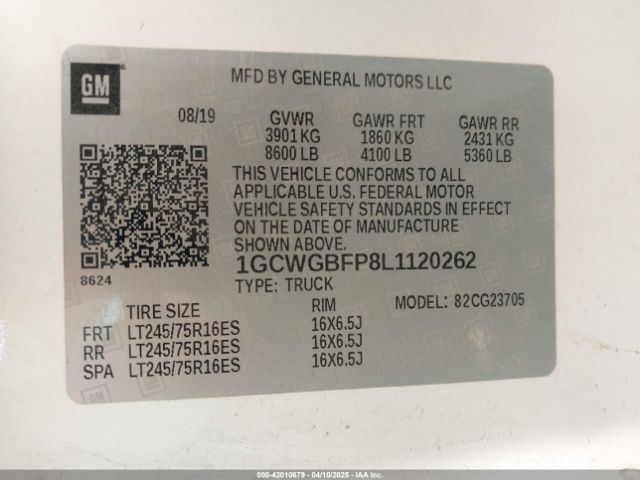 GM
MFD BY GENERAL MOTORS LLC
08/19
GVWR GAWR FRT GAWR RR
3901 KG 1860 KG 2431 KG
8600 LB 4100 LB 5360 LB
THIS VEHICLE CONFORMS TO ALL
APPLICABLE U.S. FEDERAL MOTOR
VEHICLE SAFETY STANDARDS IN EFFECT
ON THE DATE OF MANUFACTURE
SHOWN ABOVE.
8624
1GCWGBFP8L1120262
TYPE: TRUCK
MODEL: 82CG23705
TIRE SIZE RIM
FRT LT245/75R16ES 16X6.5J
RR LT245/75R16ES 16X6.5J
SPA LT245/75R16ES 16X6.5J
000-42010679 - 04/10/2025 - IAA Inc.